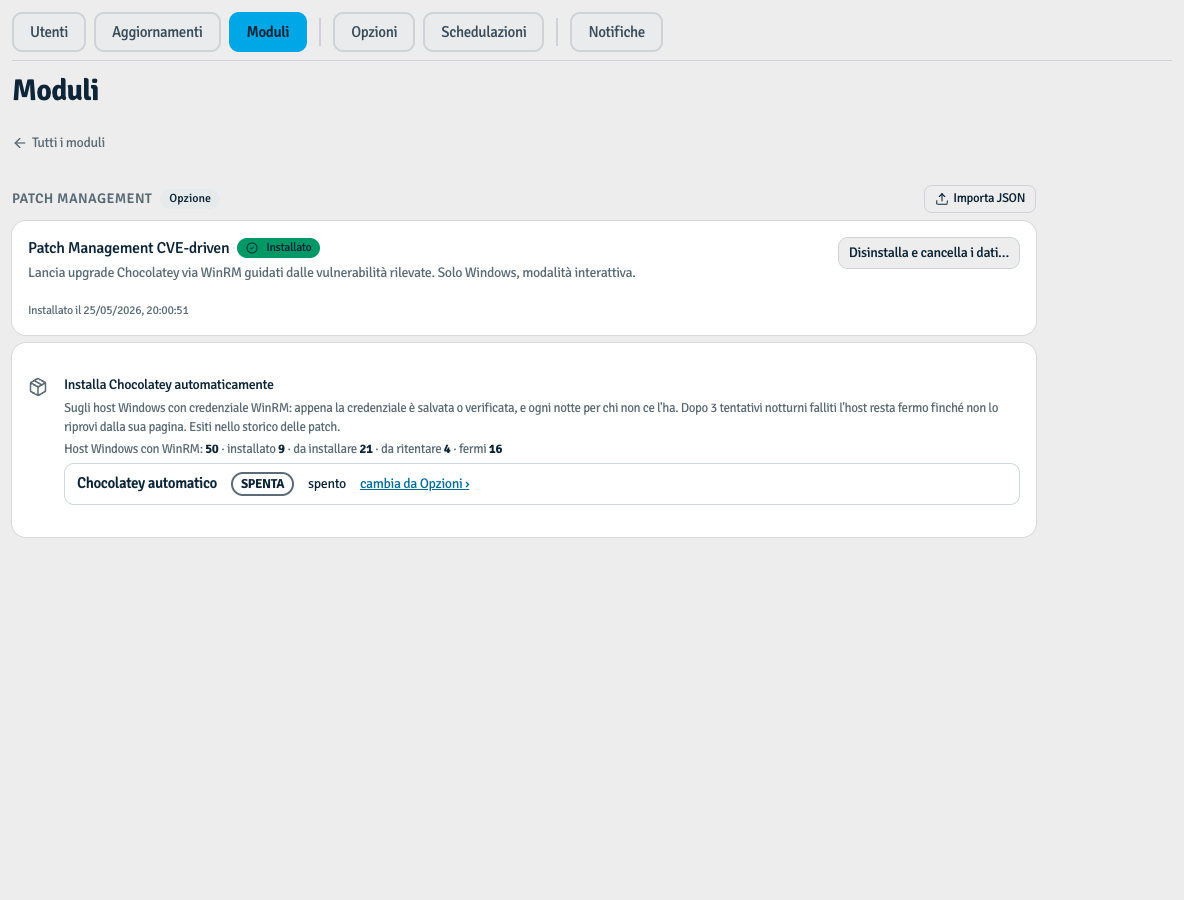 Utenti
Aggiornamenti
Moduli
Opzioni
Schedulazioni
Notifiche
Moduli
← Tutti i moduli
PATCH MANAGEMENT
Opzione
Importa JSON
Patch Management CVE-driven
Installato
Disinstalla e cancella i dati...
Lancia upgrade Chocolatey via WinRM guidati dalle vulnerabilità rilevate. Solo Windows, modalità interattiva.
Installato il 25/05/2026, 20:00:51
Installa Chocolatey automaticamente
Sugli host Windows con credenziale WinRM: appena la credenziale è salvata o verificata, e ogni notte per chi non ce l'ha. Dopo 3 tentativi notturni falliti l'host resta fermo finché non lo
riprovi dalla sua pagina. Esiti nello storico delle patch.
Host Windows con WinRM: 50 · installato 9 · da installare 21 · da ritentare 4 · fermi 16
Chocolatey automatico
SPENTA
spento
cambia da Opzioni ›